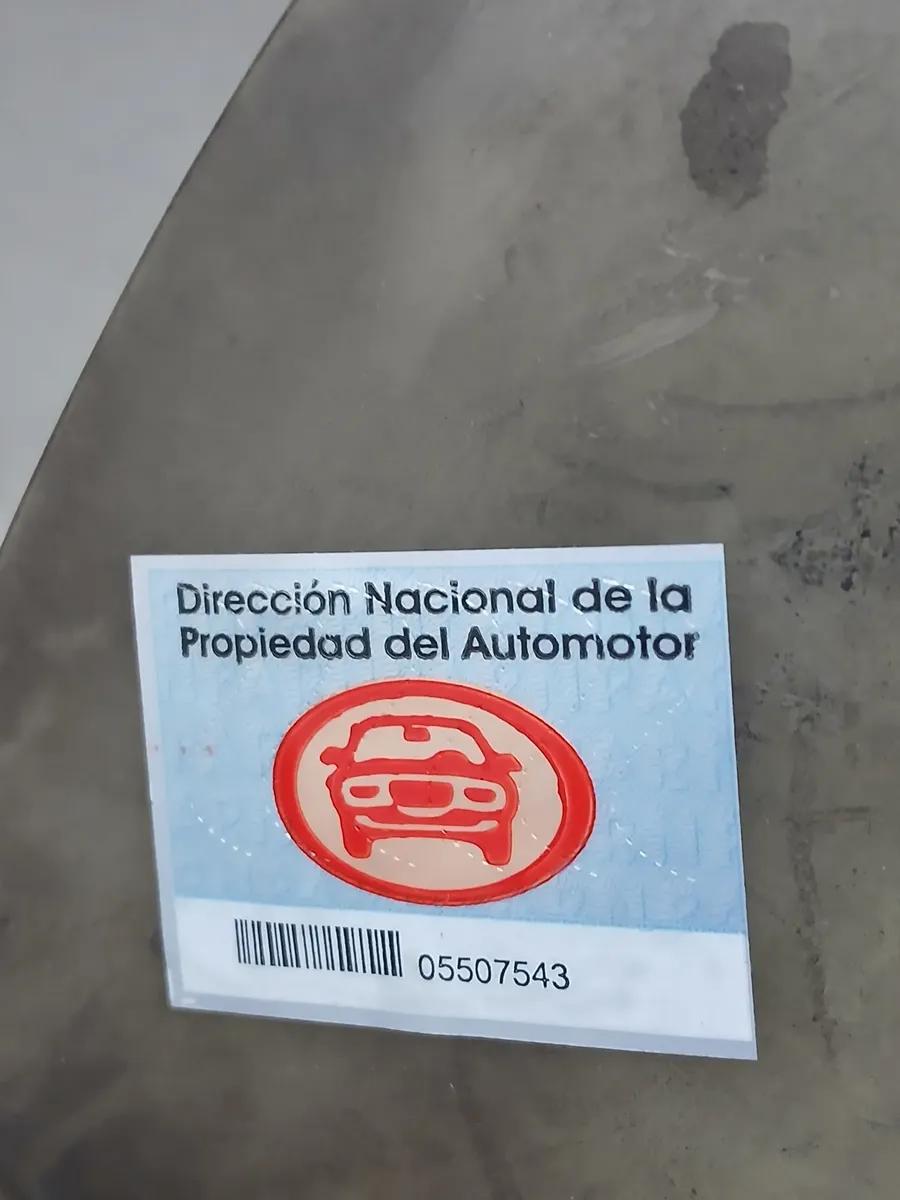 Dirección Nacional de la
Propiedad del Automotor
05507543